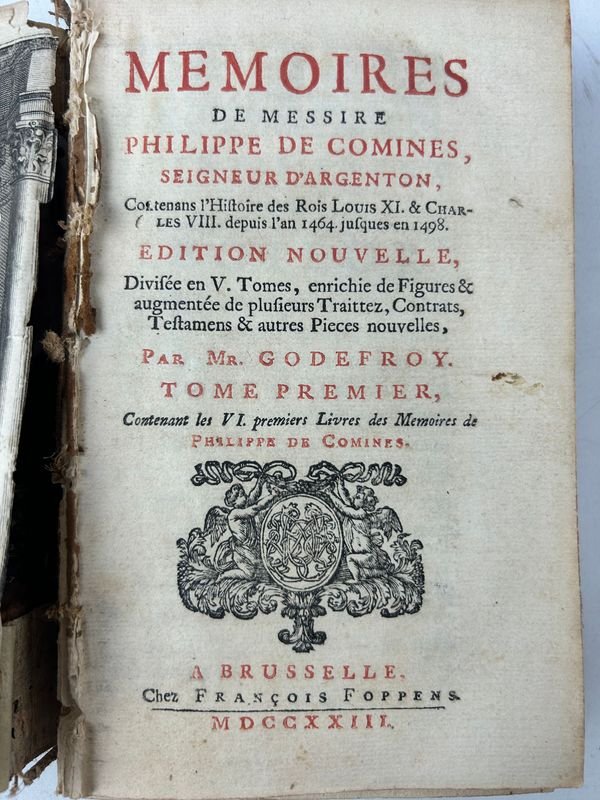 MEMOIRES
DE MESSIRE
PHILIPPE DE COMINES,
SEIGNEUR D'ARGENTON,
Contenans l'Hiſtoire des Rois LOUIS XI. & CHAR-
LES VIII. depuis l'an 1464. juſques en 1498.
EDITION NOUVELLE,
Diviſée en V. Tomes, enrichie de Figures &
augmentée de pluſieurs Traittez, Contrats,
Teſtamens & autres Pieces nouvelles,
PAR MR. GODEFROY.
TOME PREMIER,
Contenant les VI. premiers Livres des Memoires de
PHILIPPE DE COMINES.
A BRUSSELLE,
Chez FRANÇOIS FOPPENS.
MDCCXXIII.